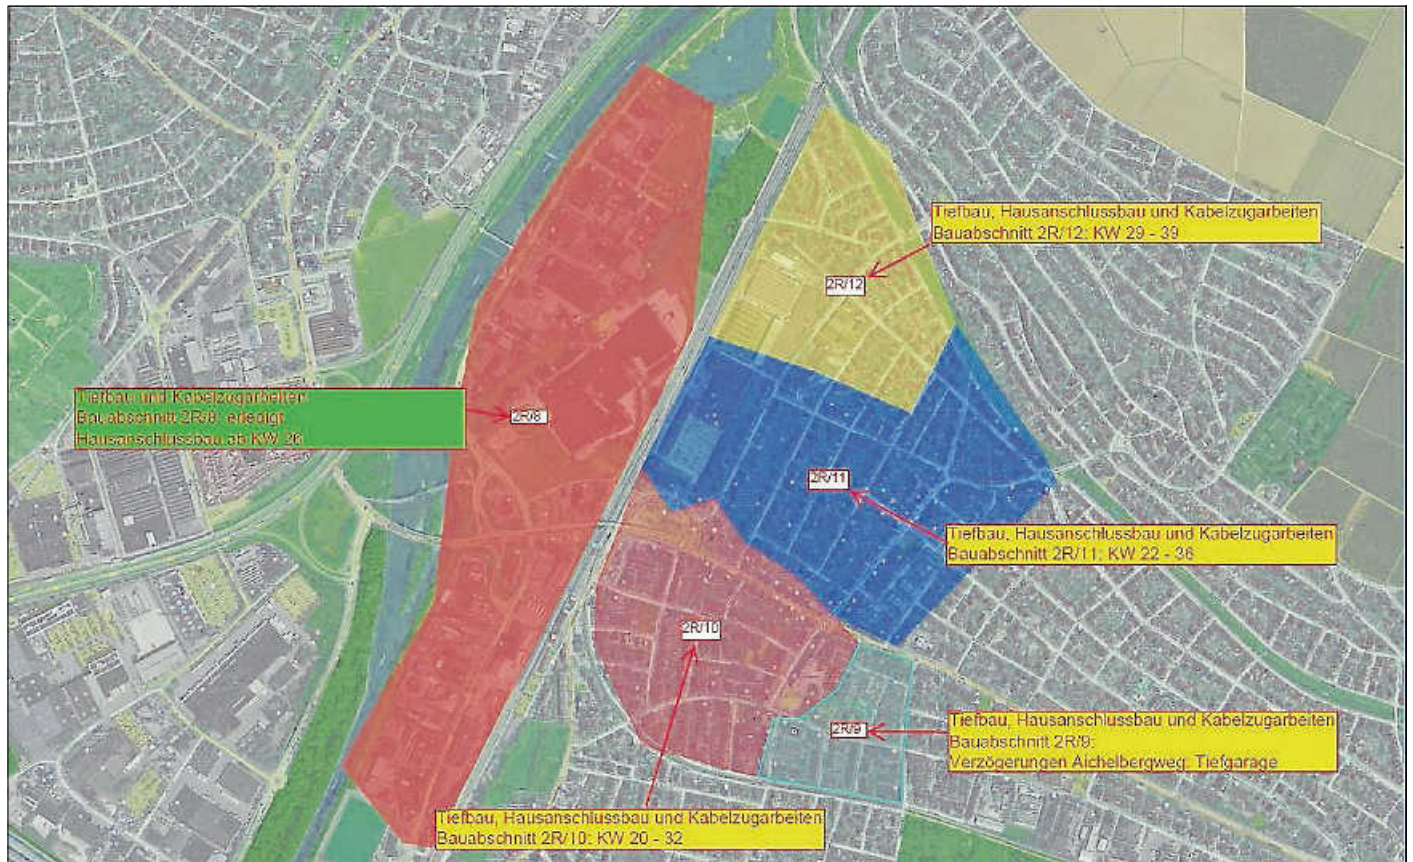 Tiefbau, Hausanschlussbau und Kabelzugarbeiten
Bauabschnitt 2R/12: KW 29 - 39
2R/12
Tiefbau und Kabelzugarbeiten
Bauabschnitt 2R/8: erledigt
Hausanschlussbau ab KW 36
2R/8
2R/11
Tiefbau, Hausanschlussbau und Kabelzugarbeiten
Bauabschnitt 2R/11: KW 22 - 36
2R/10
2R/9
Tiefbau, Hausanschlussbau und Kabelzugarbeiten
Bauabschnitt 2R/9:
Verzögerungen Aichelbergweg: Tiefgarage
Tiefbau, Hausanschlussbau und Kabelzugarbeiten
Bauabschnitt 2R/10: KW 20 - 32